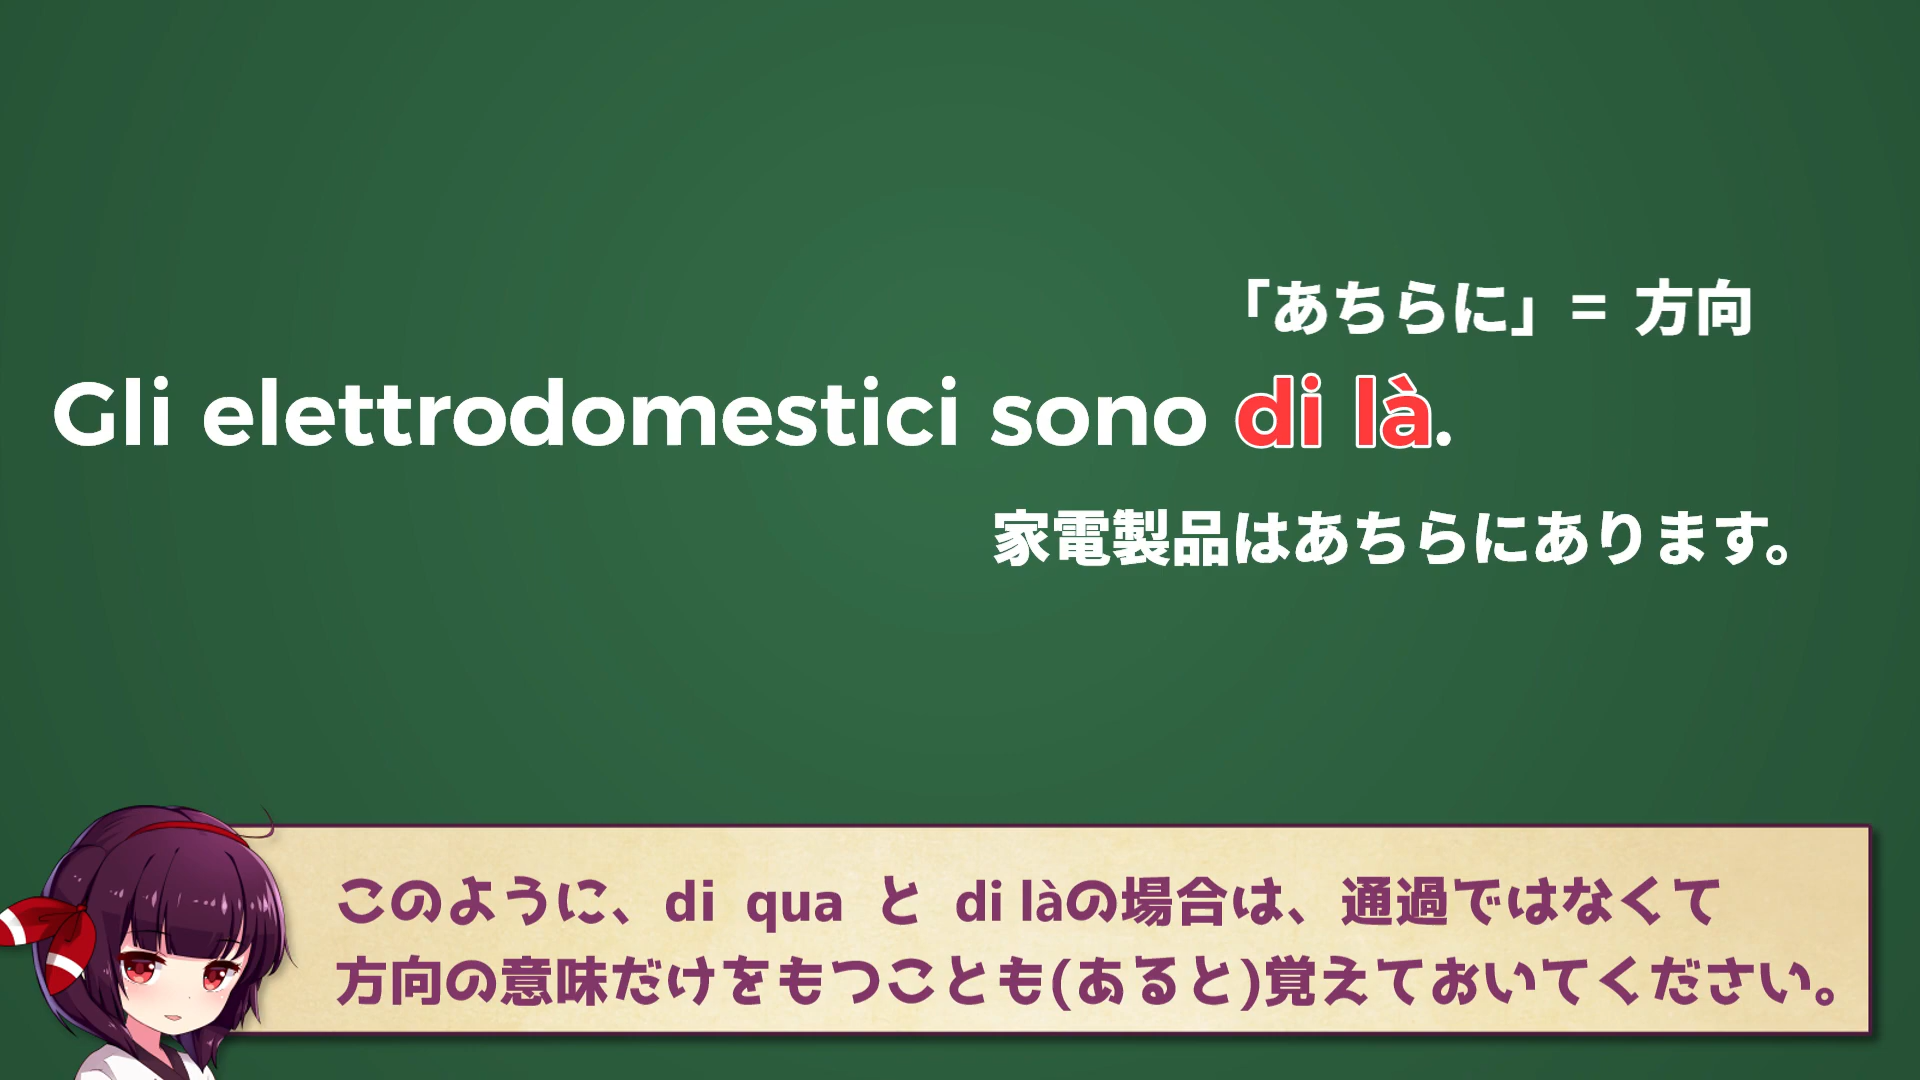 「あちらに」= 方向
Gli elettrodomestici sono di là.
家電製品はあちらにあります。
このように、di qua と di làの場合は、通過ではなくて
方向の意味だけをもつことも(あると)覚えておいてください。